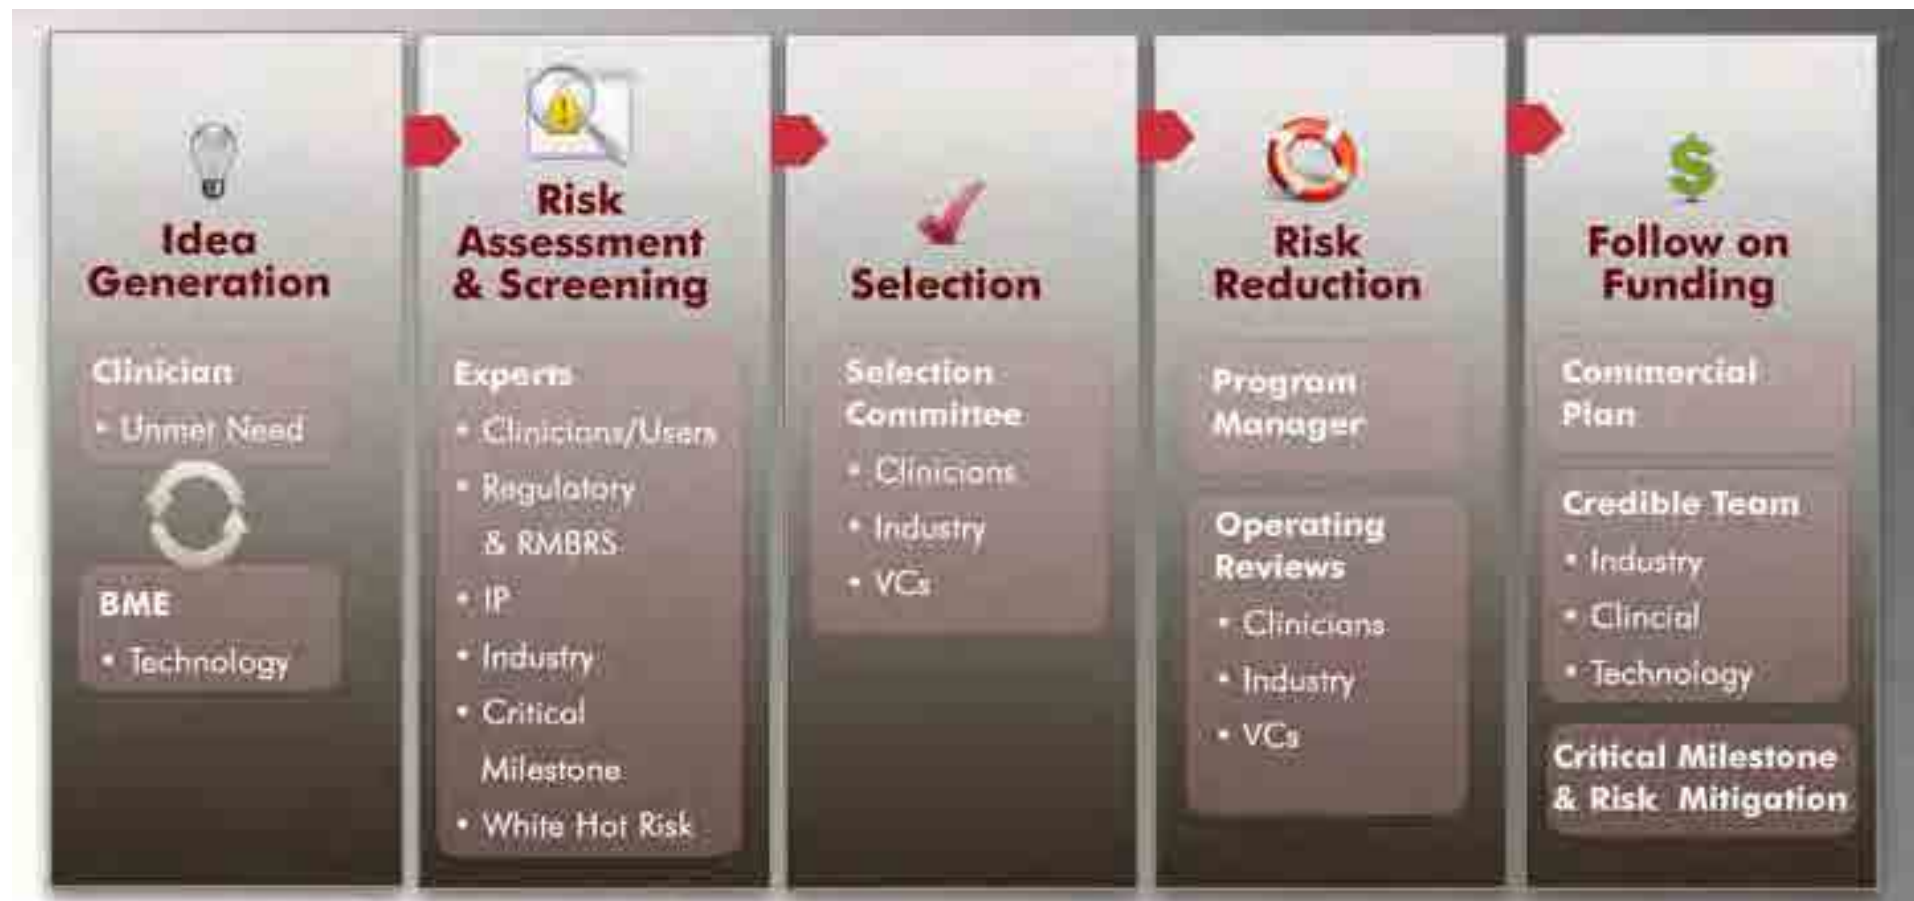 Idea
Generation
Clinician
• Unmet Need
BME
• Technology
Risk
Assessment
& Screening
Experts
• Clinicians/Users
• Regulatory
& RMBRS
• IP
• Industry
• Critical
Milestone
• White Hot Risk
Selection
Selection
Committee
• Clinicians
• Industry
• VCs
Risk
Reduction
Program
Manager
Operating
Reviews
• Clinicians
• Industry
• VCs
Follow on
Funding
Commercial
Plan
Credible Team
• Industry
• Clincial
• Technology
Critical Milestone
& Risk Mitigation